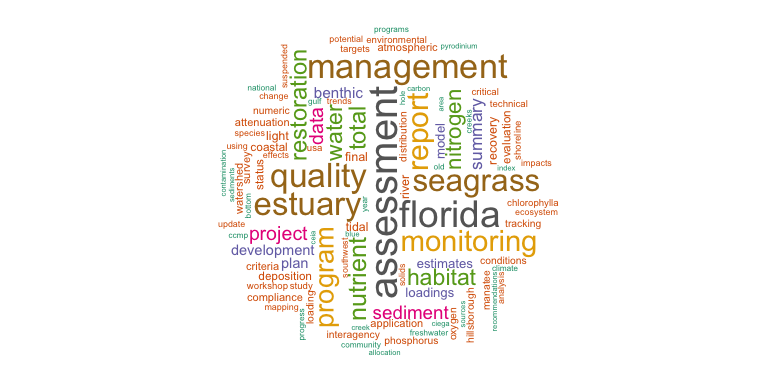 programs
potential environmental
targets atmospheric pyrodinium
suspended
management
national
change
restoration
benthic
gulf trends
data
water
total
carbon
hole
area
critical
technical
numeric
attenuation
species light
using coastal
effects
usa
final
assessment
distribution
report
model
old
nitrogen
creeks
summary
recovery
evaluation
shoreline
impacts
index
contamination
sediments
watershed
survey
bottom
status
quality
estuary
year
river
seagrass
florida
chlorophylla
ecosystem
tracking
update
ccmp
project
tidal
monitoring
development
plan
ceia
program
southwest
blue
nutrient
solids
estimates
habitat
loadings
conditions
climate
recommendations
analysis
manatee
criteria
deposition
workshop study
compliance
mapping
loading
progress
sediment
sources
hillsborough
oxygen
creek
application ciega
interagency freshwater
phosphorus
community
allocation